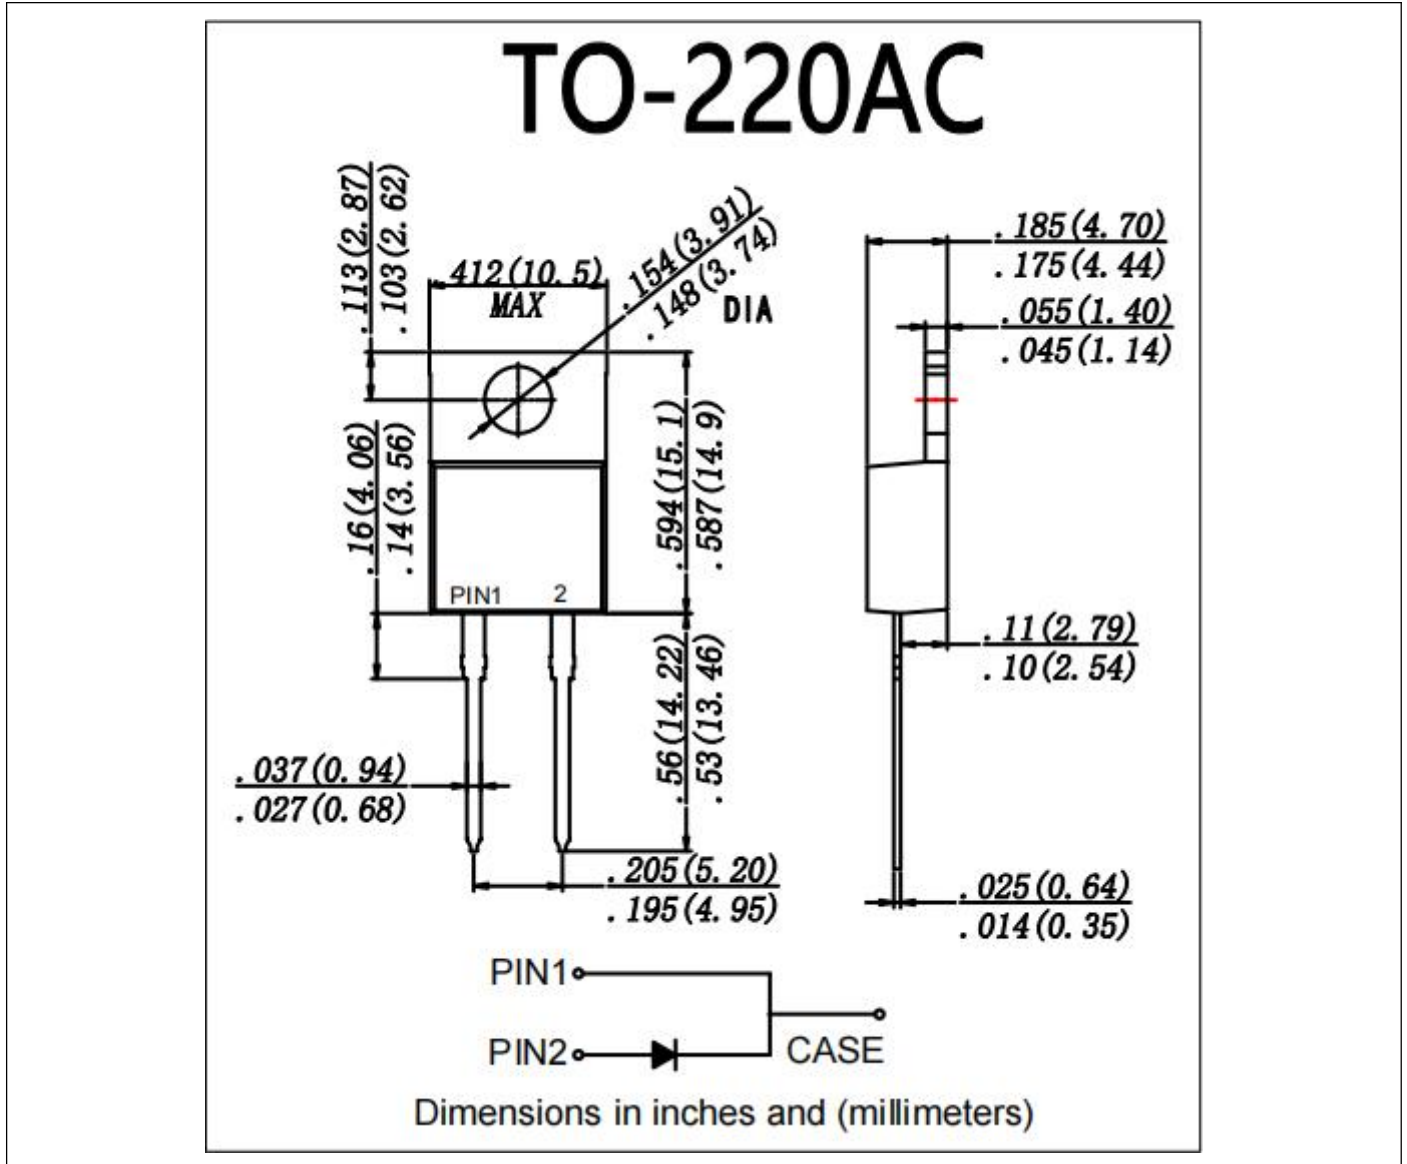 TO-220AC
.113(2.87)
.103(2.62)
.412(10.5)
MAX
.154(3.91)
.148(3.74)
DIA
.185(4.70)
.175(4.44)
.055(1.40)
.045(1.14)
.16(4.06)
.14(3.56)
.594(15.1)
.587(14.9)
PIN1 2
.11(2.79)
.10(2.54)
.56(14.22)
.53(13.46)
.037(0.94)
.027(0.68)
.205(5.20)
.195(4.95)
.025(0.64)
.014(0.35)
PIN1
PIN2
CASE
Dimensions in inches and (millimeters)